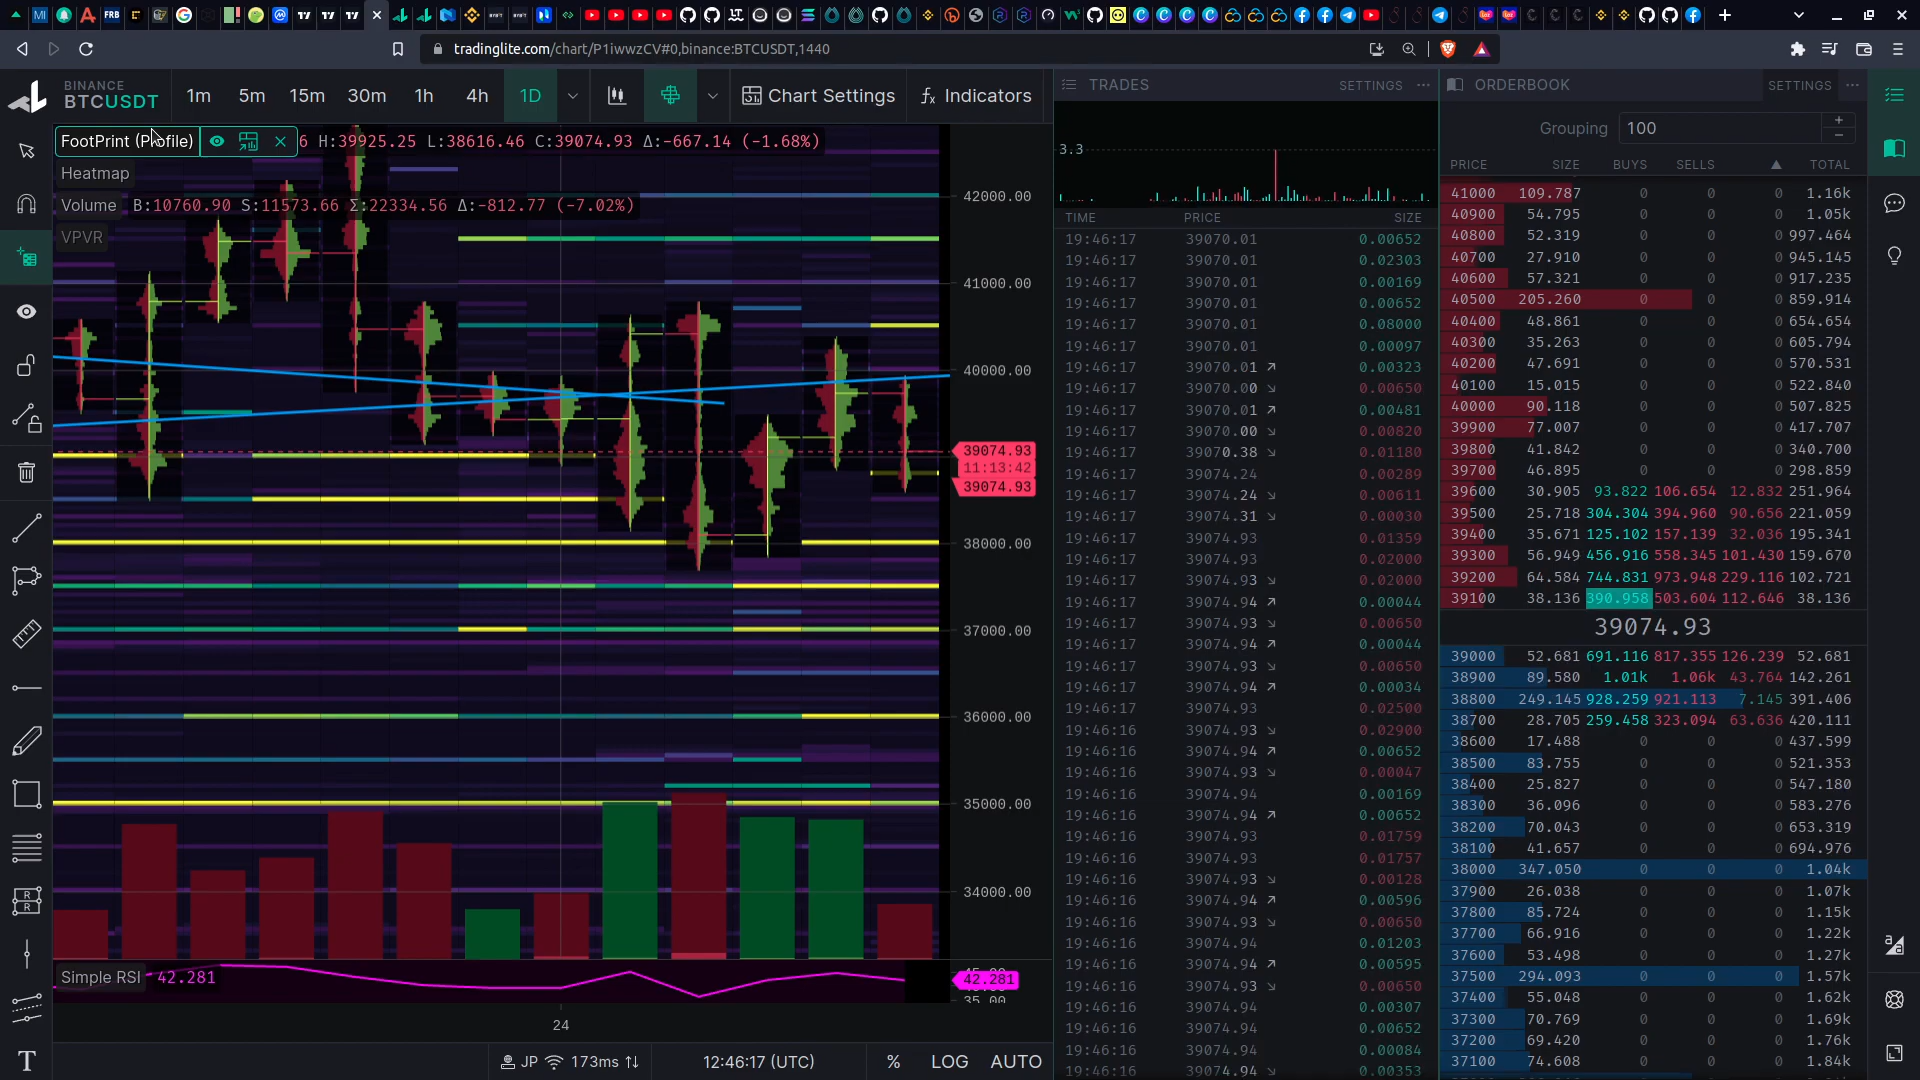 tradinglite.com/chart/P1iwwzCV#0,binance:BTCUSDT,1440
BINANCE
BTCUSDT
1m 5m 15m 30m 1h 4h 1D Chart Settings Indicators
FootPrint (Profile) 6 H:39925.25 L:38616.46 C:39074.93 Δ:-667.14 (-1.68%)
Heatmap
Volume B:10760.90 S:11573.66 Σ:22334.56 Δ:-812.77 (-7.02%)
VPVR
42000.00
41000.00
40000.00
39074.93
11:13:42
39074.93
38000.00
37000.00
36000.00
35000.00
34000.00
Simple RSI 42.281
42.281
35.00
24
JP 173ms 12:46:17 (UTC) % LOG AUTO
TRADES SETTINGS
3.3
TIME PRICE SIZE
19:46:17 39070.01 0.00652
19:46:17 39070.01 0.02303
19:46:17 39070.01 0.00169
19:46:17 39070.01 0.00652
19:46:17 39070.01 0.08000
19:46:17 39070.01 0.00097
19:46:17 39070.01 0.00323
19:46:17 39070.00 0.00650
19:46:17 39070.01 0.00481
19:46:17 39070.00 0.00820
19:46:17 39070.38 0.01180
19:46:17 39074.24 0.00289
19:46:17 39074.24 0.00611
19:46:17 39074.31 0.00030
19:46:17 39074.93 0.01359
19:46:17 39074.93 0.02000
19:46:17 39074.93 0.02000
19:46:17 39074.94 0.00044
19:46:17 39074.93 0.00650
19:46:17 39074.94 0.00044
19:46:17 39074.93 0.00650
19:46:17 39074.94 0.00034
19:46:17 39074.93 0.02500
19:46:16 39074.93 0.02900
19:46:16 39074.94 0.00652
19:46:16 39074.93 0.00047
19:46:16 39074.94 0.00169
19:46:16 39074.94 0.00652
19:46:16 39074.93 0.01759
19:46:16 39074.93 0.01757
19:46:16 39074.93 0.00128
19:46:16 39074.94 0.00596
19:46:16 39074.93 0.00650
19:46:16 39074.94 0.01203
19:46:16 39074.94 0.00595
19:46:16 39074.93 0.00650
19:46:16 39074.94 0.00307
19:46:16 39074.94 0.00652
19:46:16 39074.94 0.00084
19:46:16 39074.94 0.00353
ORDERBOOK SETTINGS
Grouping 100
PRICE SIZE BUYS SELLS ▲ TOTAL
41000 109.787 0 0 0 1.16k
40900 54.795 0 0 0 1.05k
40800 52.319 0 0 0 997.464
40700 27.910 0 0 0 945.145
40600 57.321 0 0 0 917.235
40500 205.260 0 0 0 859.914
40400 48.861 0 0 0 654.654
40300 35.263 0 0 0 605.794
40200 47.691 0 0 0 570.531
40100 15.015 0 0 0 522.840
40000 90.118 0 0 0 507.825
39900 77.007 0 0 0 417.707
39800 41.842 0 0 0 340.700
39700 46.895 0 0 0 298.859
39600 30.905 93.822 106.654 12.832 251.964
39500 25.718 304.304 394.960 90.656 221.059
39400 35.671 125.102 157.139 32.036 195.341
39300 56.949 456.916 558.345 101.430 159.670
39200 64.584 744.831 973.948 229.116 102.721
39100 38.136 390.958 503.604 112.646 38.136
39074.93
39000 52.681 691.116 817.355 126.239 52.681
38900 89.580 1.01k 1.06k 43.764 142.261
38800 249.145 928.259 921.113 7.145 391.406
38700 28.705 259.458 323.094 63.636 420.111
38600 17.488 0 0 0 437.599
38500 83.755 0 0 0 521.353
38400 25.827 0 0 0 547.180
38300 36.096 0 0 0 583.276
38200 70.043 0 0 0 653.319
38100 41.657 0 0 0 694.976
38000 347.050 0 0 0 1.04k
37900 26.038 0 0 0 1.07k
37800 85.724 0 0 0 1.15k
37700 66.916 0 0 0 1.22k
37600 53.498 0 0 0 1.27k
37500 294.093 0 0 0 1.57k
37400 55.048 0 0 0 1.62k
37300 70.769 0 0 0 1.69k
37200 69.420 0 0 0 1.76k
37100 74.608 0 0 0 1.84k